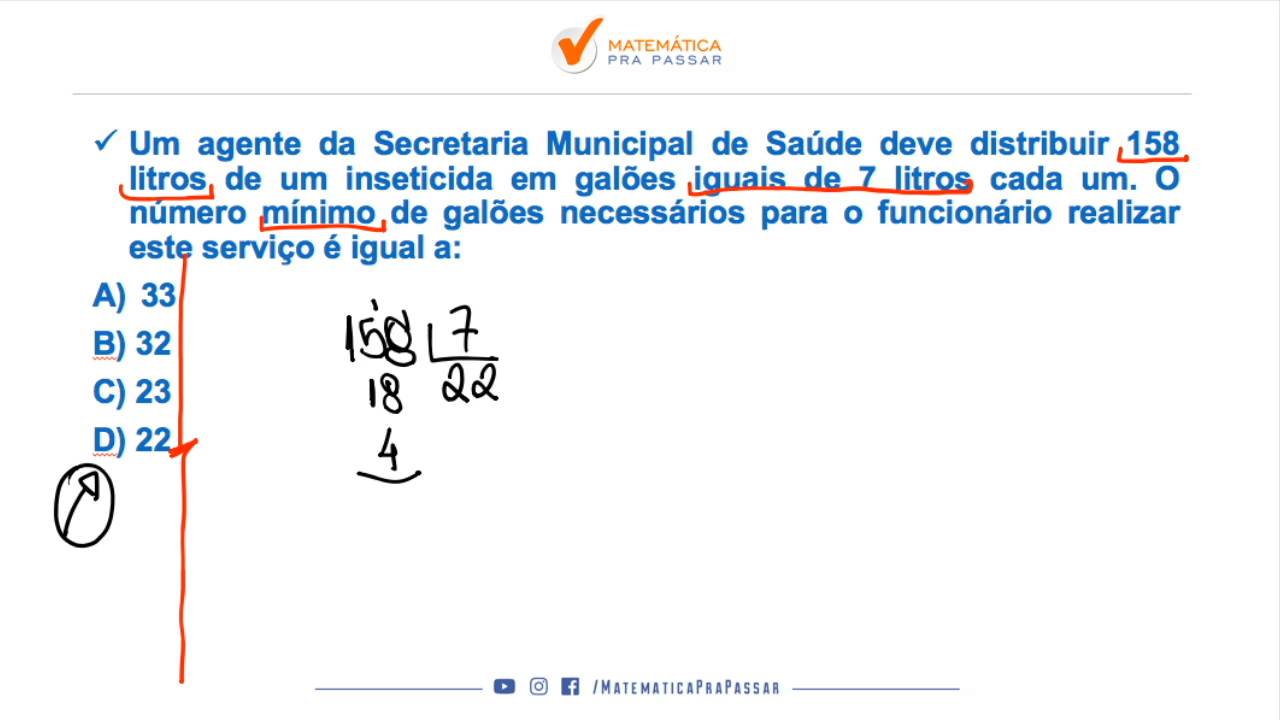 MATEMÁTICA
PRA PASSAR
✓ Um agente da Secretaria Municipal de Saúde deve distribuir 158
litros de um inseticida em galões iguais de 7 litros cada um. O
número mínimo de galões necessários para o funcionário realizar
este serviço é igual a:
A) 33
B) 32
C) 23
D) 22
158 7
18 22
4
/MATEMATICAPRAPASSAR